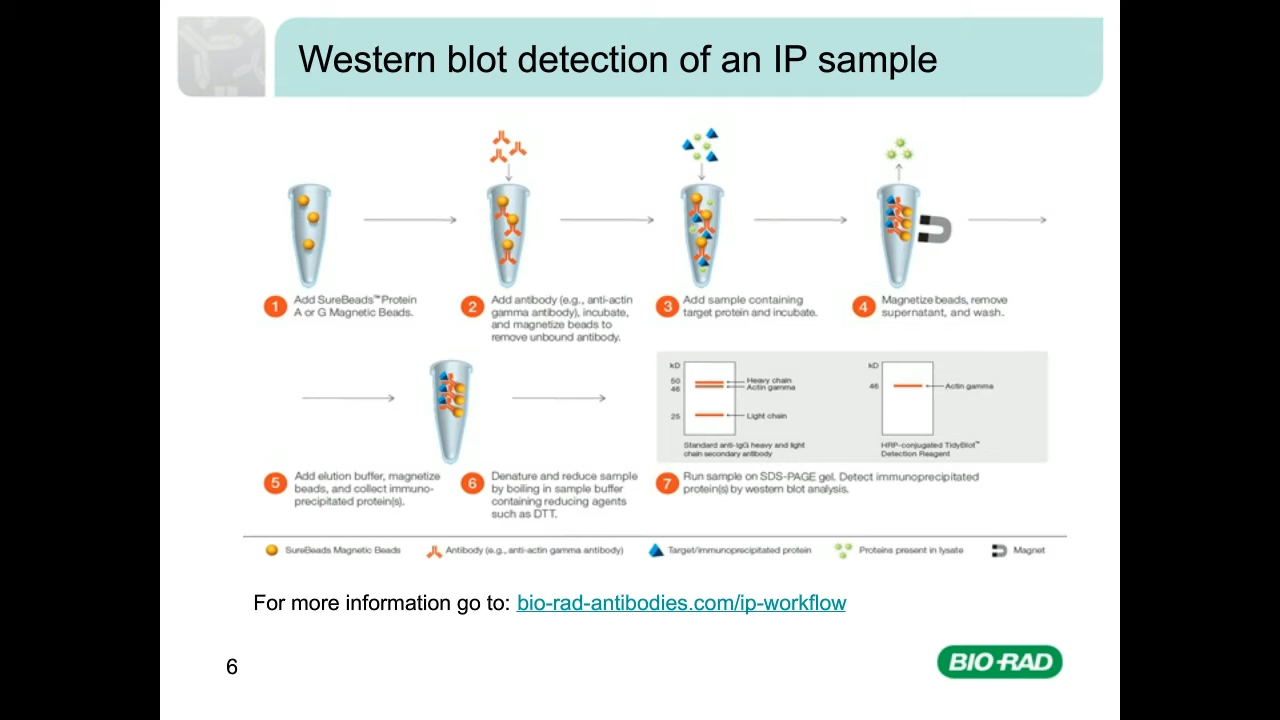 Western blot detection of an IP sample
1 Add SureBeads™ Protein
A or G Magnetic Beads.
2 Add antibody (e.g., anti-actin
gamma antibody), incubate,
and magnetize beads to
remove unbound antibody.
3 Add sample containing
target protein and incubate.
4 Magnetize beads, remove
supernatant, and wash.
5 Add elution buffer, magnetize
beads, and collect immuno-
precipitated protein(s).
6 Denature and reduce sample
by boiling in sample buffer
containing reducing agents
such as DTT.
kD
50 Heavy chain
46 Actin gamma
25 Light chain
Standard anti-IgG heavy and light
chain secondary antibody
kD
46 Actin gamma
HRP-conjugated TidyBlot™
Detection Reagent
7 Run sample on SDS-PAGE gel. Detect immunoprecipitated
protein(s) by western blot analysis.
SureBeads Magnetic Beads
Antibody (e.g., anti-actin gamma antibody)
Target/immunoprecipitated protein
Proteins present in lysate
Magnet
For more information go to: bio-rad-antibodies.com/ip-workflow
6
BIO-RAD